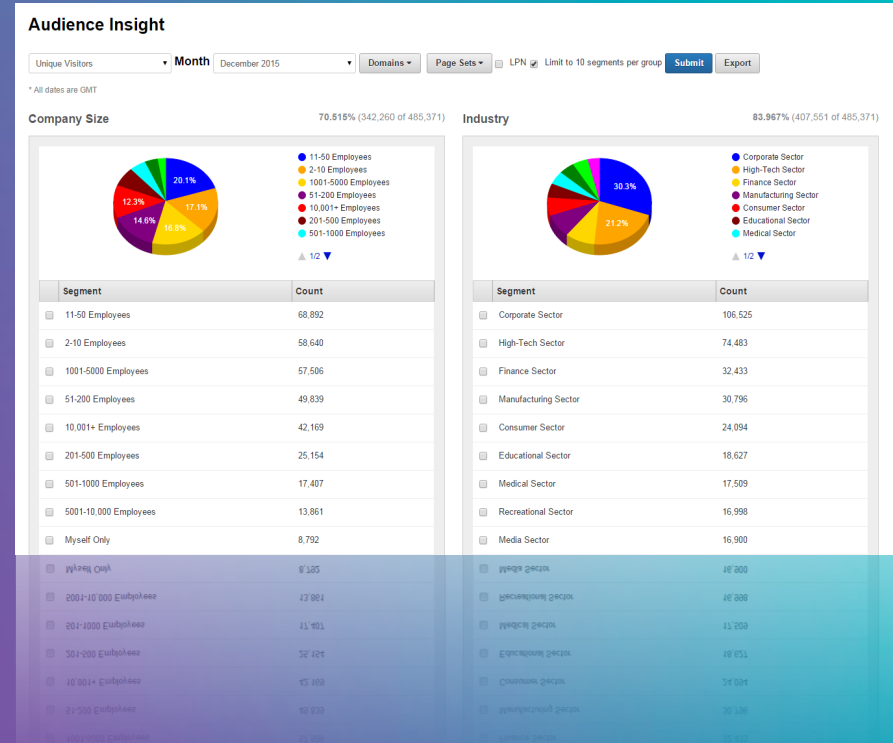 Audience Insight
Unique Visitors Month December 2015 Domains Page Sets LPN Limit to 10 segments per group Submit Export
* All dates are GMT
Company Size 70.515% (342,260 of 485,371)
20.1%
17.1%
16.8%
14.6%
12.3%
11-50 Employees
2-10 Employees
1001-5000 Employees
51-200 Employees
10,001+ Employees
201-500 Employees
501-1000 Employees
1/2
Segment Count
11-50 Employees 68,892
2-10 Employees 58,640
1001-5000 Employees 57,506
51-200 Employees 49,839
10,001+ Employees 42,169
201-500 Employees 25,154
501-1000 Employees 17,407
5001-10,000 Employees 13,861
Myself Only 8,792
Industry 83.967% (407,551 of 485,371)
30.3%
21.2%
Corporate Sector
High-Tech Sector
Finance Sector
Manufacturing Sector
Consumer Sector
Educational Sector
Medical Sector
1/2
Segment Count
Corporate Sector 106,525
High-Tech Sector 74,483
Finance Sector 32,433
Manufacturing Sector 30,796
Consumer Sector 24,094
Educational Sector 18,627
Medical Sector 17,509
Recreational Sector 16,998
Media Sector 16,900